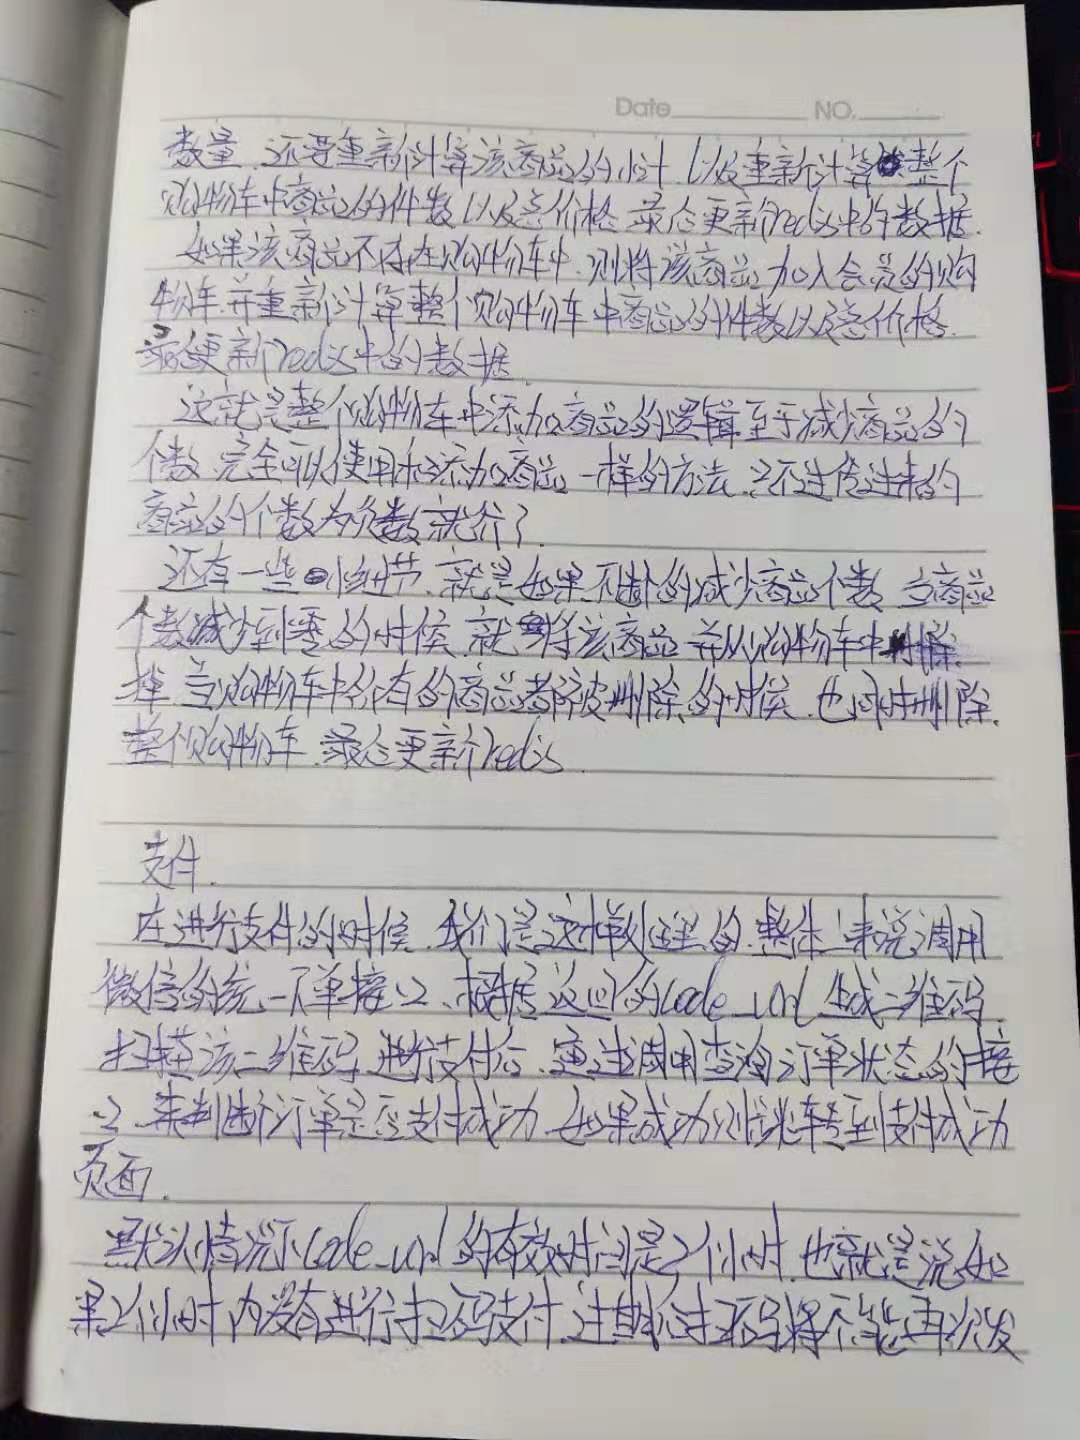 Date NO.
数量.还要重新计算该商品的小计.以及重新计算整个
购物车中商品的件数以及总价格.最后更新redis中的数据.
如果该商品不存在购物车中.则将该商品加入会员的购
物车.并重新计算整个购物车中商品的件数以及总价格.
最后更新redis中的数据.
这就是整个购物车中添加商品的逻辑至于减少商品的
个数.完全可以使用和添加商品一样的方法.只不过传进来的
商品的个数为负数就行了.
还有一些小细节.就是如果不断的减少商品个数.当商品
个数减少到零的时候.就将该商品并从购物车中删除
掉.当购物车中所有的商品都被删除的时候.也同时删除.
整个购物车.最后更新redis.
支付.
在进行支付的时候.我们是这样处理的.整体上来说调用
微信的统一下单接口.根据返回的code_url生成二维码.
扫描该二维码.进行支付后.通过调用查询订单状态的接
口.来判断订单是否支付成功.如果成功则跳转到支付成功
页面.
默认情况下code_url的有效时间是2个小时.也就是说如
果2个小时内没有进行扫码支付.过期后扫码将不能再次发